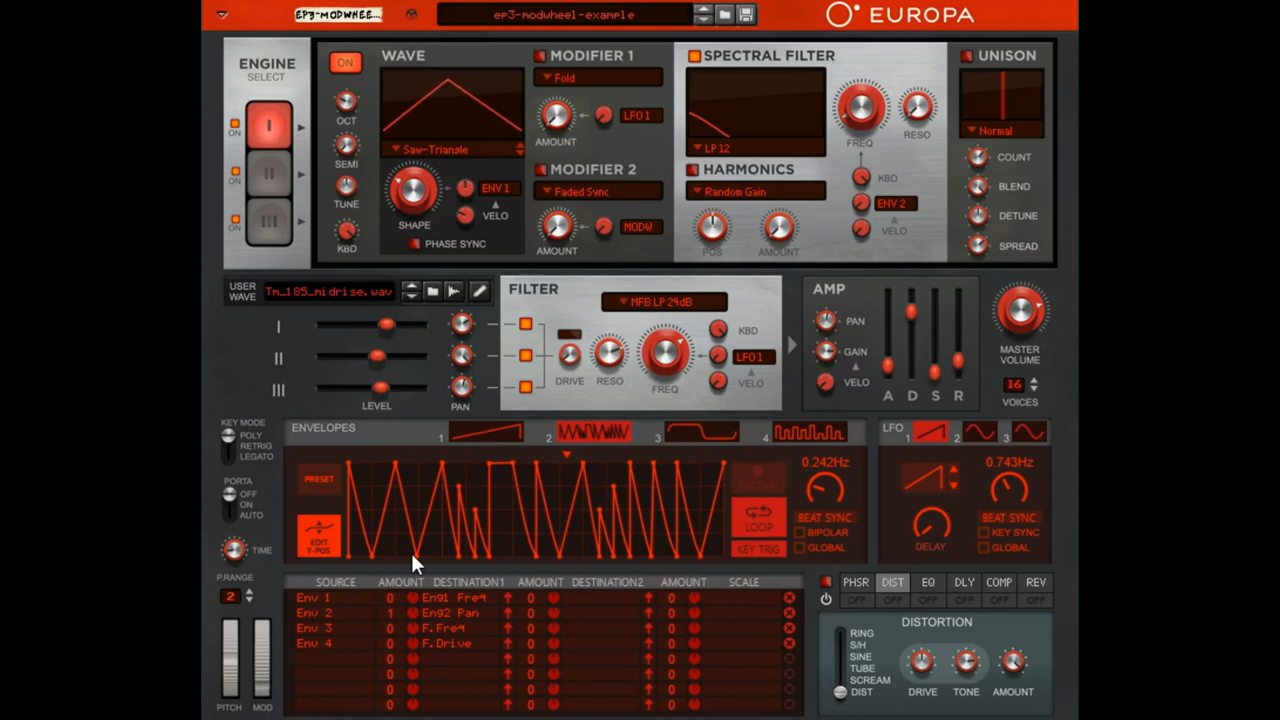 EP3-MODWHEE...
ep3-modwheel-example
EUROPA
ENGINE
SELECT
ON
I
ON
II
ON
III
ON
OCT
SEMI
TUNE
KBD
WAVE
Saw-Triangle
SHAPE
ENV 1
VELO
PHASE SYNC
MODIFIER 1
Fold
AMOUNT
LFO 1
MODIFIER 2
Faded Sync
AMOUNT
MODW
SPECTRAL FILTER
LP 12
FREQ
RESO
KBD
ENV 2
VELO
HARMONICS
Random Gain
POS
AMOUNT
UNISON
Normal
COUNT
BLEND
DETUNE
SPREAD
USER
WAVE
Tm_185_midrise.wav
I
II
III
LEVEL
PAN
FILTER
MFB LP 24dB
DRIVE
RESO
FREQ
KBD
LFO 1
VELO
AMP
PAN
GAIN
VELO
A D S R
MASTER
VOLUME
16
VOICES
KEY MODE
POLY
RETRIG
LEGATO
PORTA
OFF
ON
AUTO
TIME
P.RANGE
2
PITCH MOD
ENVELOPES 1 2 3 4
PRESET
EDIT
Y-POS
LOOP
KEY TRIG
0.242Hz
BEAT SYNC
BIPOLAR
GLOBAL
LFO 1 2 3
DELAY
0.743Hz
BEAT SYNC
KEY SYNC
GLOBAL
SOURCE AMOUNT DESTINATION1 AMOUNT DESTINATION2 AMOUNT SCALE
Env 1 0 Eng1 Freq 0 0
Env 2 1 Eng2 Pan 0 0
Env 3 0 F.Freq 0 0
Env 4 0 F.Drive 0 0
0 0 0
0 0 0
0 0 0
0 0 0
PHSR DIST EQ DLY COMP REV
OFF OFF OFF OFF OFF OFF
DISTORTION
RING
S/H
SINE
TUBE
SCREAM
DIST
DRIVE TONE AMOUNT